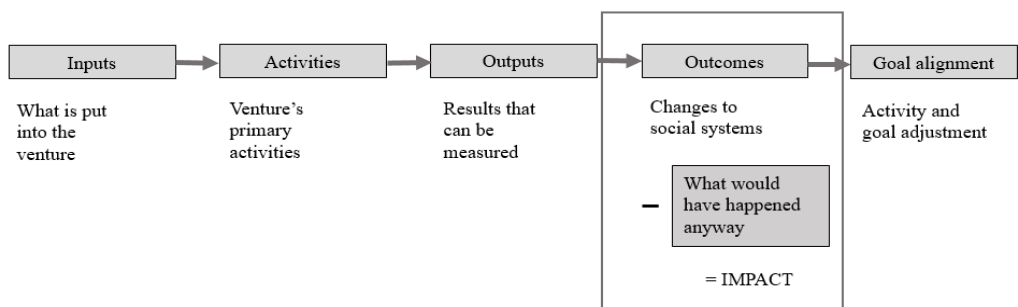 Inputs
Activities
Outputs
Outcomes
Goal alignment
What is put
into the
venture
Venture’s
primary
activities
Results that
can be
measured
Changes to
social systems
Activity and
goal adjustment
–
What would
have happened
anyway
= IMPACT